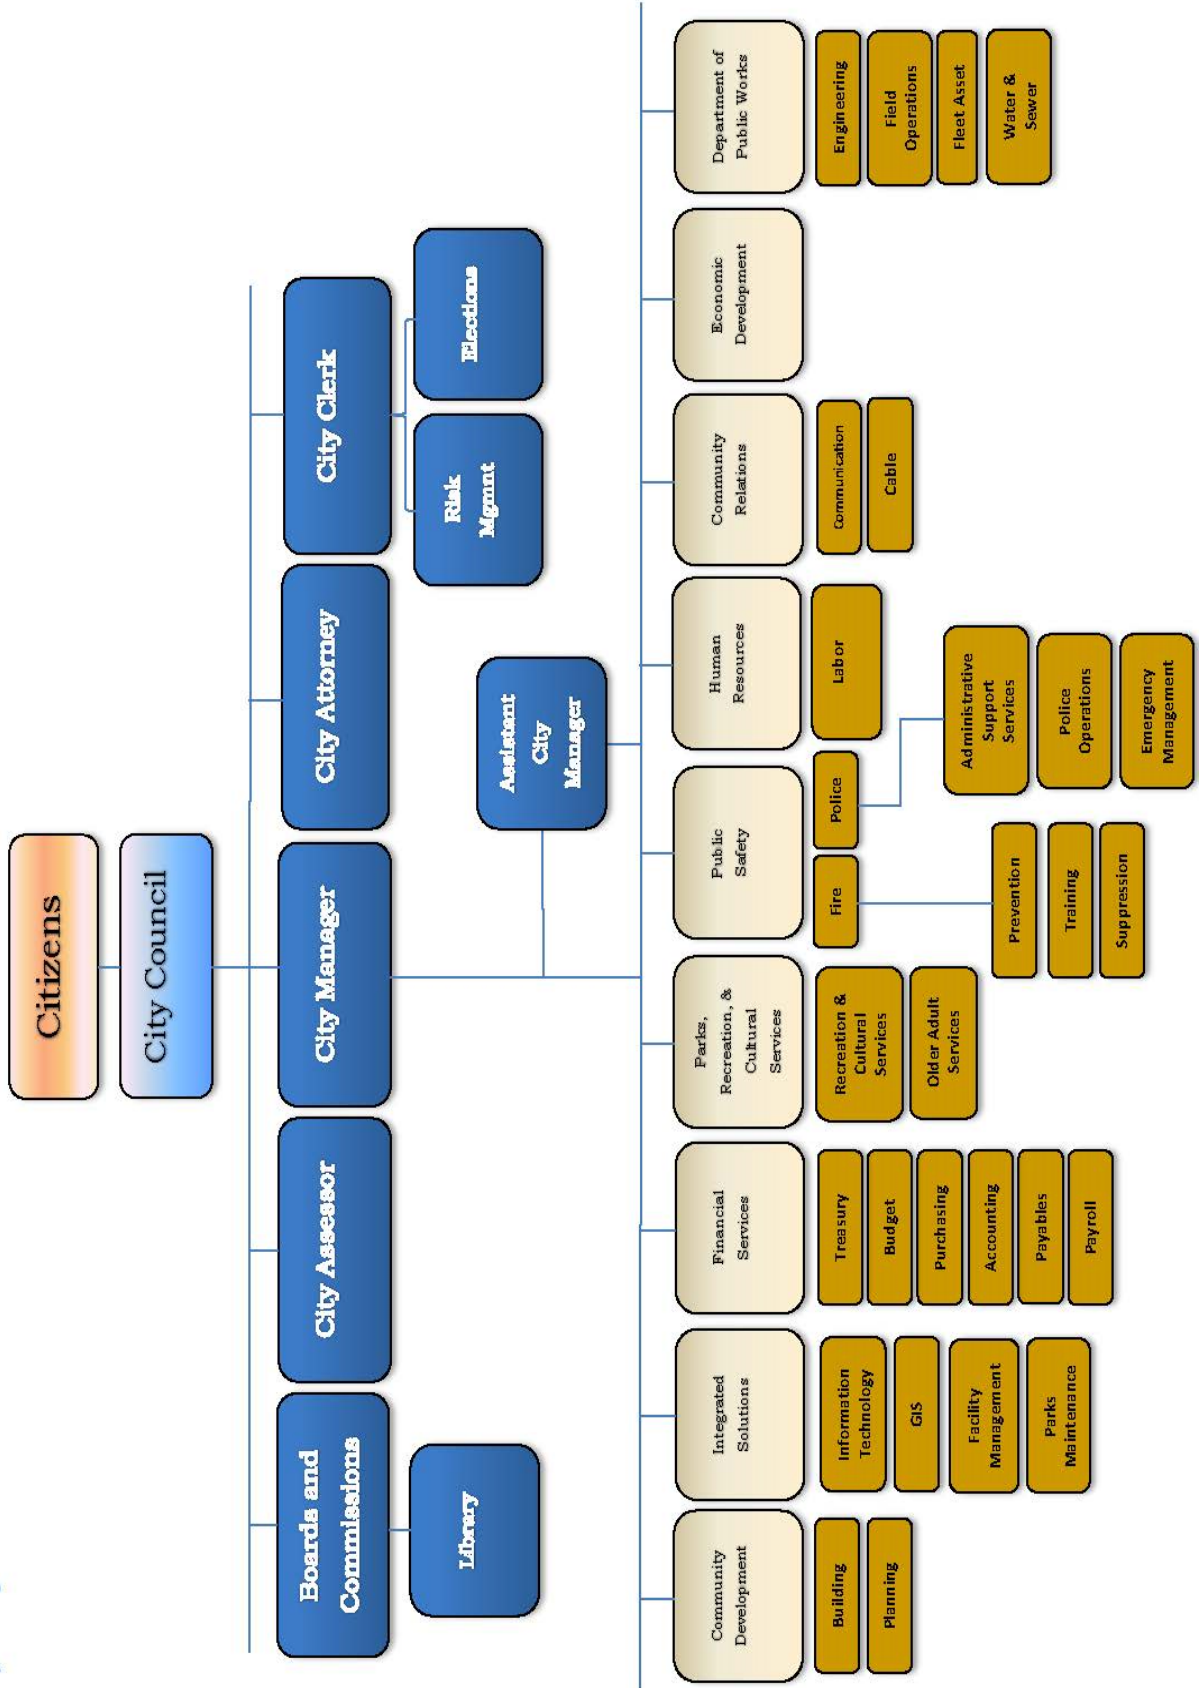 Citizens
City Council
Boards and
Commissions
City Assessor
City Manager
City Attorney
City Clerk
Library
Assistant
City
Manager
Risk
Mgmnt
Elections
Community
Development
Building
Planning
Integrated
Solutions
Information
Technology
GIS
Facility
Management
Parks
Maintenance
Financial
Services
Treasury
Budget
Purchasing
Accounting
Payables
Payroll
Parks,
Recreation, &
Cultural
Services
Recreation &
Cultural
Services
Older Adult
Services
Public
Safety
Fire
Prevention
Training
Suppression
Police
Administrative
Support
Services
Police
Operations
Emergency
Management
Human
Resources
Labor
Community
Relations
Communication
Cable
Economic
Development
Department of
Public Works
Engineering
Field
Operations
Fleet Asset
Water &
Sewer